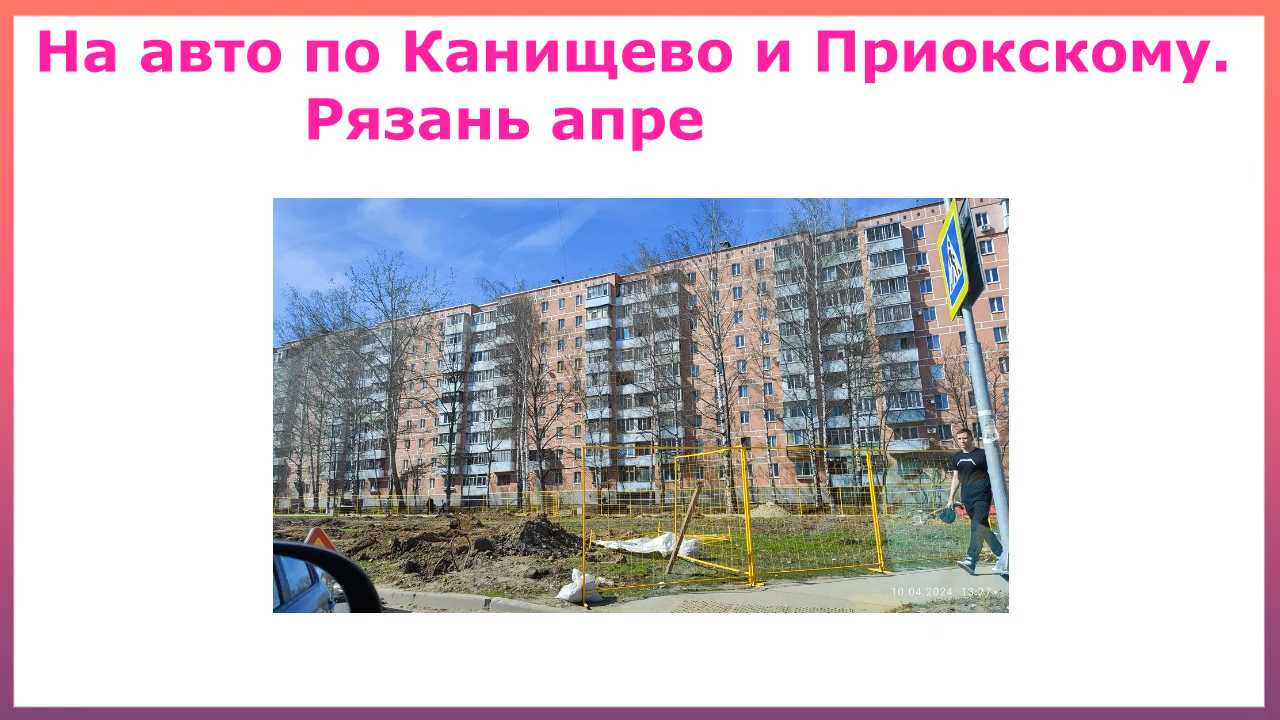 На авто по Канищево и Приокскому.
Рязань апре
10.04.2024 13:27